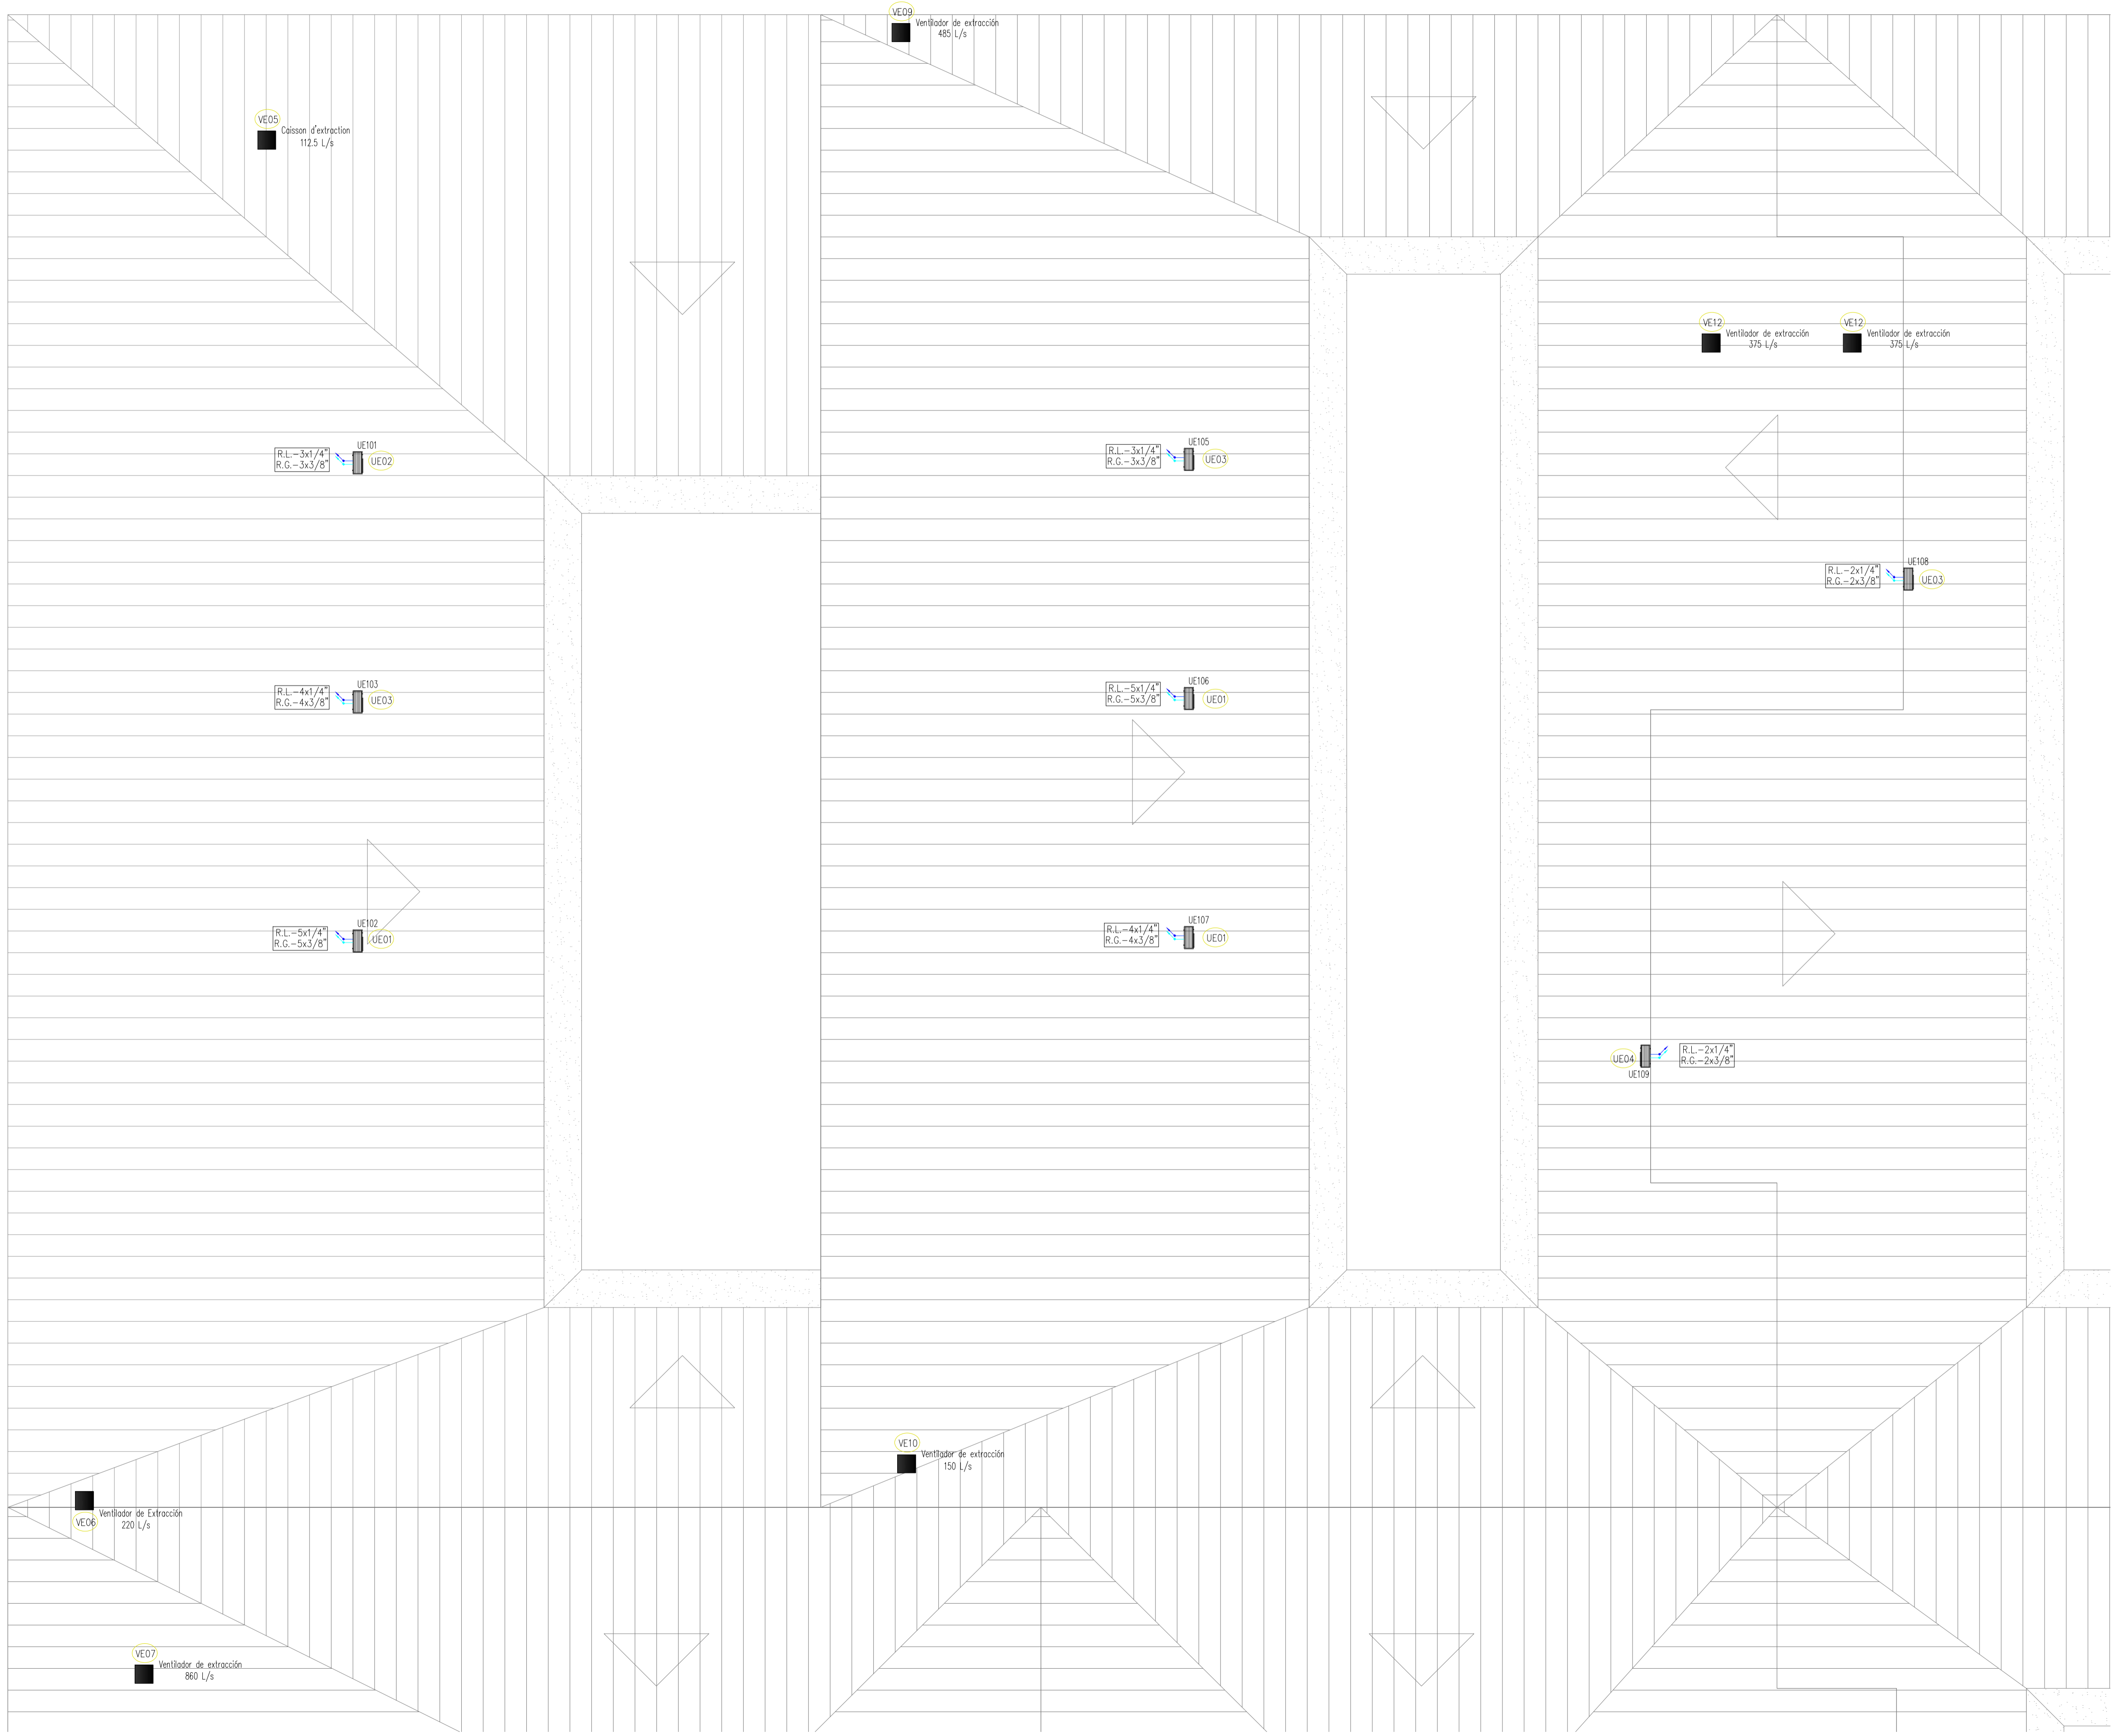 VE09
Ventilador de extracción
485 L/s
VE05
Caisson d'extraction
112.5 L/s
VE12
Ventilador de extracción
375 L/s
VE12
Ventilador de extracción
375 L/s
UE101
R.L.-3x1/4"
R.G.-3x3/8"
UE02
UE105
R.L.-3x1/4"
R.G.-3x3/8"
UE03
UE108
R.L.-2x1/4"
R.G.-2x3/8"
UE03
UE103
R.L.-4x1/4"
R.G.-4x3/8"
UE03
UE106
R.L.-5x1/4"
R.G.-5x3/8"
UE01
UE102
R.L.-5x1/4"
R.G.-5x3/8"
UE01
UE107
R.L.-4x1/4"
R.G.-4x3/8"
UE01
UE04
R.L.-2x1/4"
R.G.-2x3/8"
UE109
VE10
Ventilador de extracción
150 L/s
Ventilador de Extracción
220 L/s
VE06
VE07
Ventilador de extracción
860 L/s